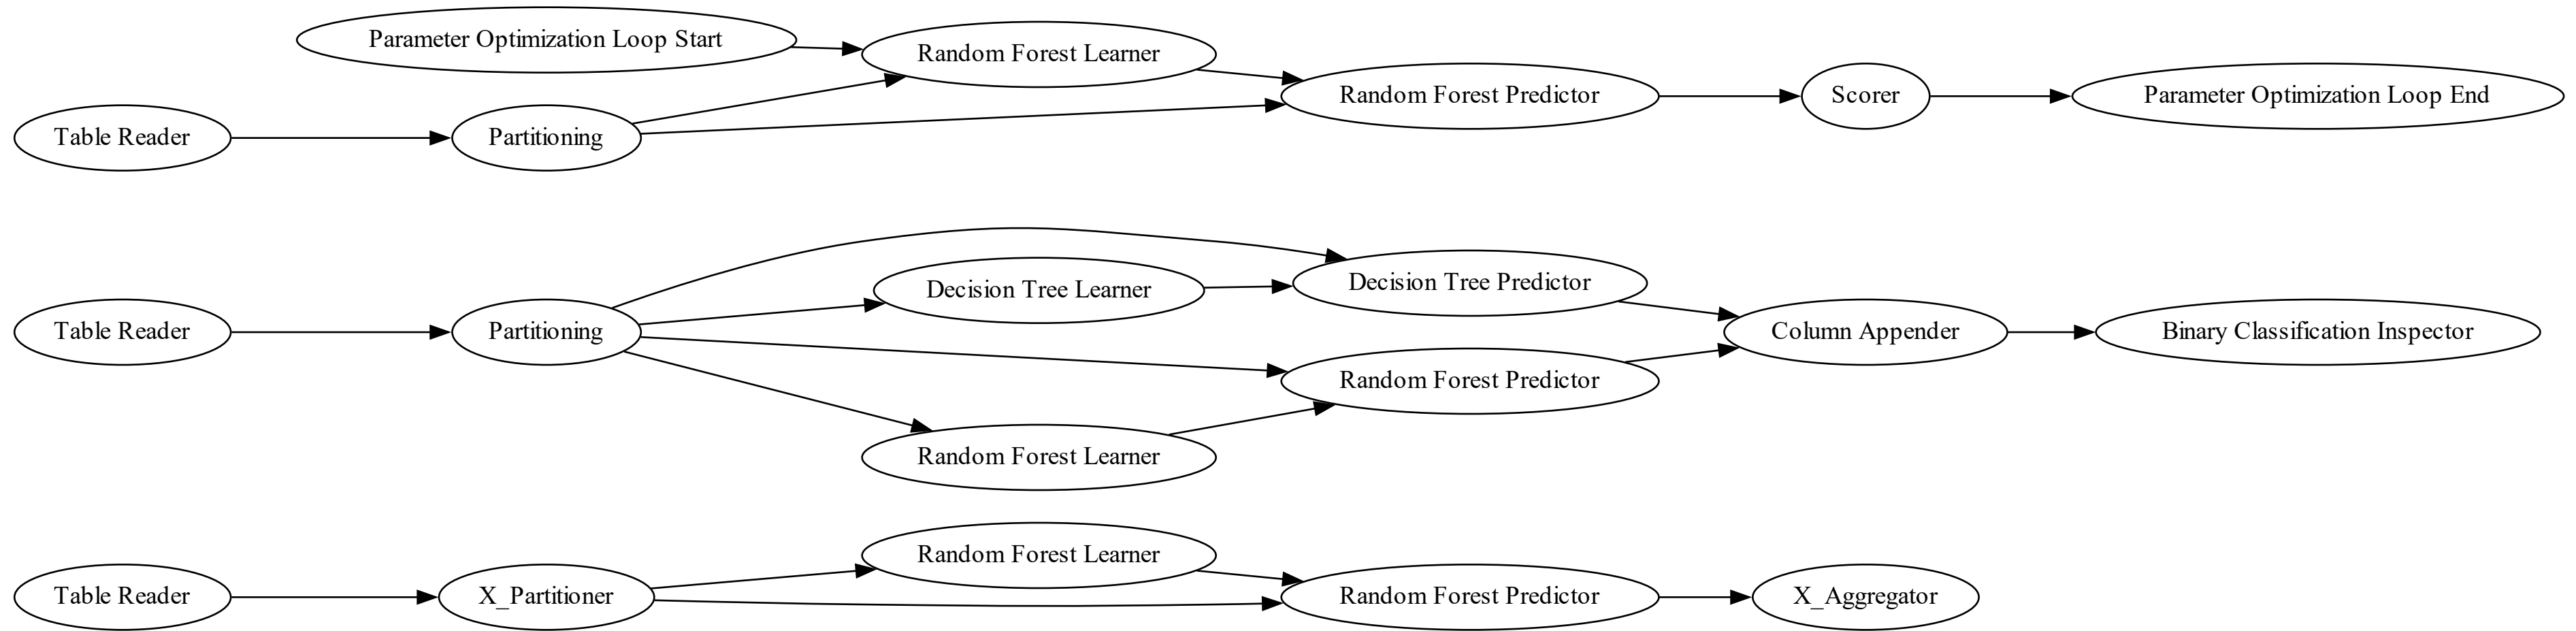 Parameter Optimization Loop Start
Random Forest Learner
Table Reader
Partitioning
Random Forest Predictor
Scorer
Parameter Optimization Loop End
Table Reader
Partitioning
Decision Tree Learner
Decision Tree Predictor
Random Forest Predictor
Random Forest Learner
Column Appender
Binary Classification Inspector
Table Reader
X_Partitioner
Random Forest Learner
Random Forest Predictor
X_Aggregator